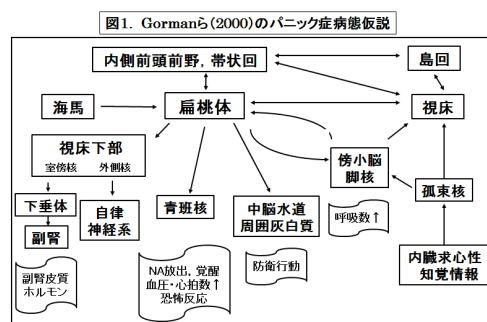 図1. Gormanら(2000)のパニック症病態仮説
内側前頭前野，帯状回
島回
海馬
扁桃体
視床
視床下部
室傍核 外側核
傍小脳
脚核
孤束核
下垂体
自律
神経系
青斑核
中脳水道
周囲灰白質
呼吸数↑
副腎
内臓求心性
知覚情報
副腎皮質
ホルモン
NA放出，覚醒
血圧・心拍数↑
恐怖反応
防衛行動